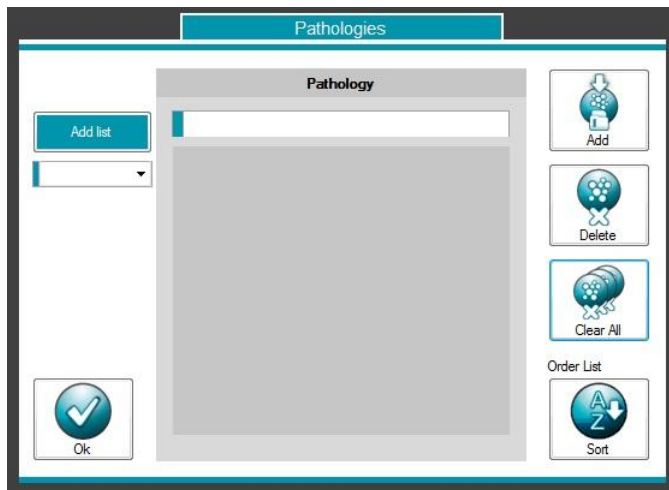 Pathologies
Pathology
Add list
Add
Delete
Clear All
Order List
A
Z
Sort
Ok